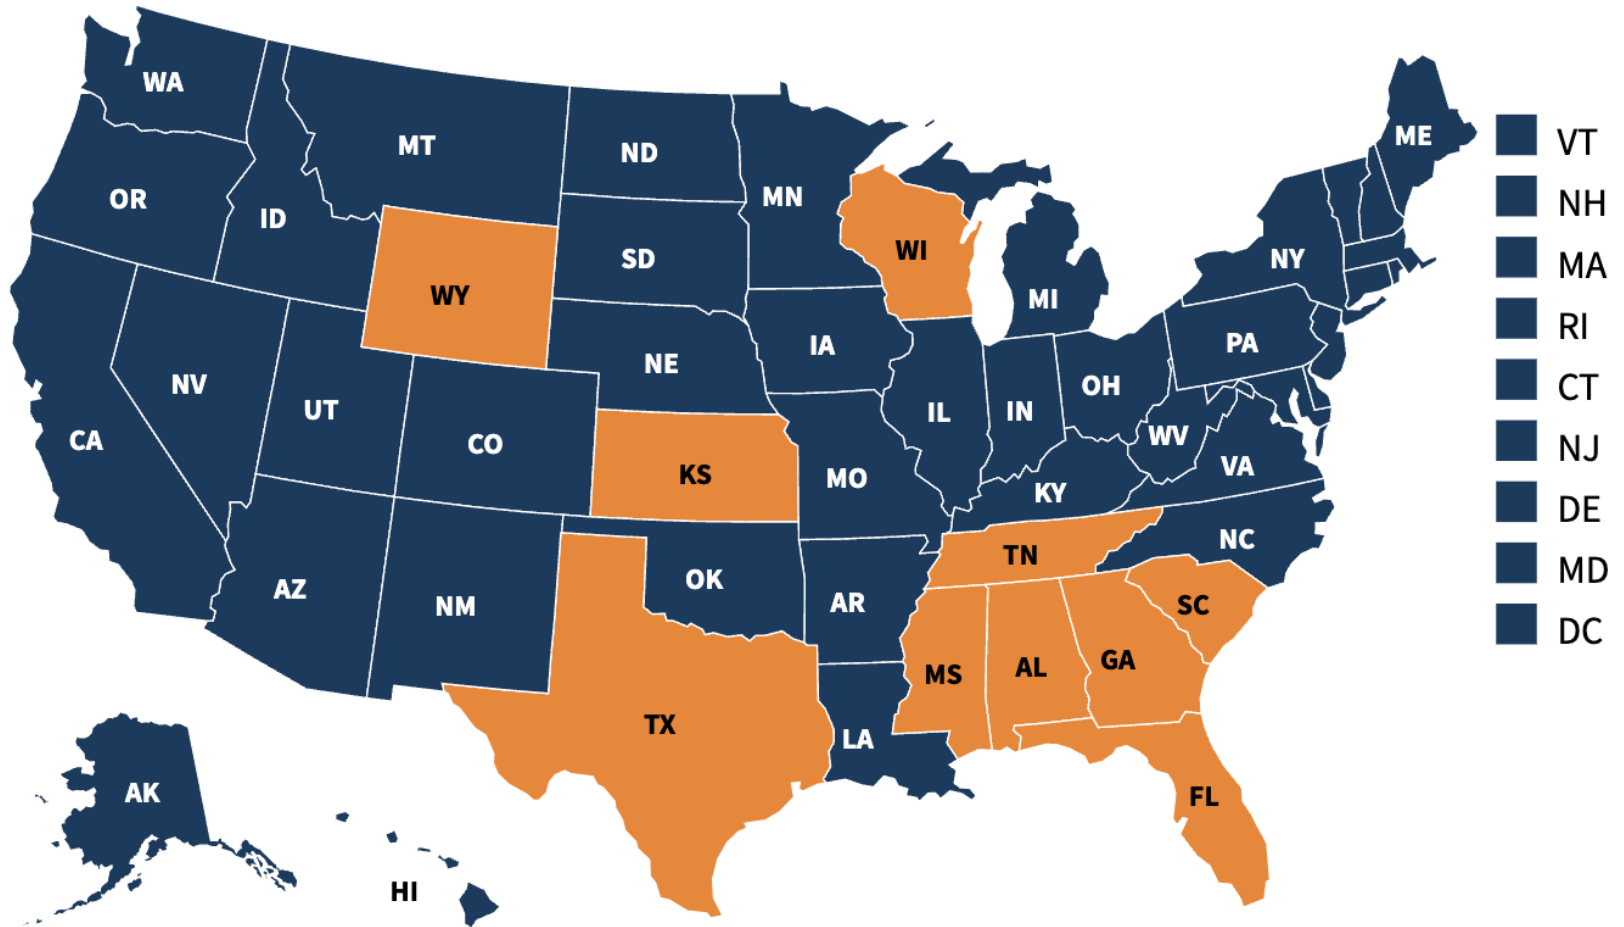 WA
MT
ND
MN
ME
OR
ID
SD
WI
NY
MI
WY
NE
IA
PA
NV
UT
CO
KS
MO
IL
IN
OH
WV
VA
KY
CA
AZ
NM
OK
AR
TN
NC
SC
MS
AL
GA
TX
LA
FL
AK
HI
VT
NH
MA
RI
CT
NJ
DE
MD
DC